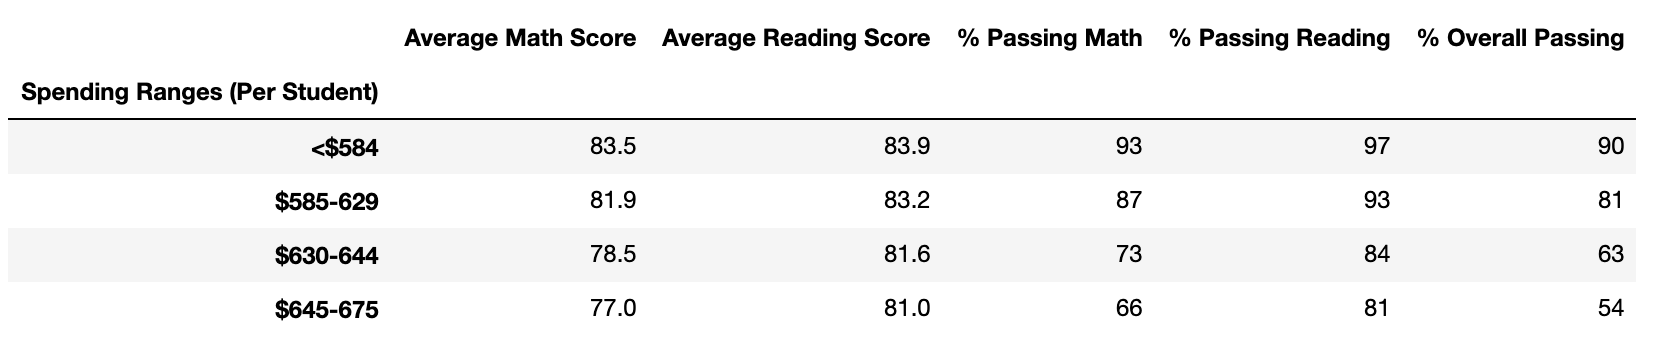 Average Math Score Average Reading Score % Passing Math % Passing Reading % Overall Passing
Spending Ranges (Per Student)
<$584 83.5 83.9 93 97 90
$585-629 81.9 83.2 87 93 81
$630-644 78.5 81.6 73 84 63
$645-675 77.0 81.0 66 81 54